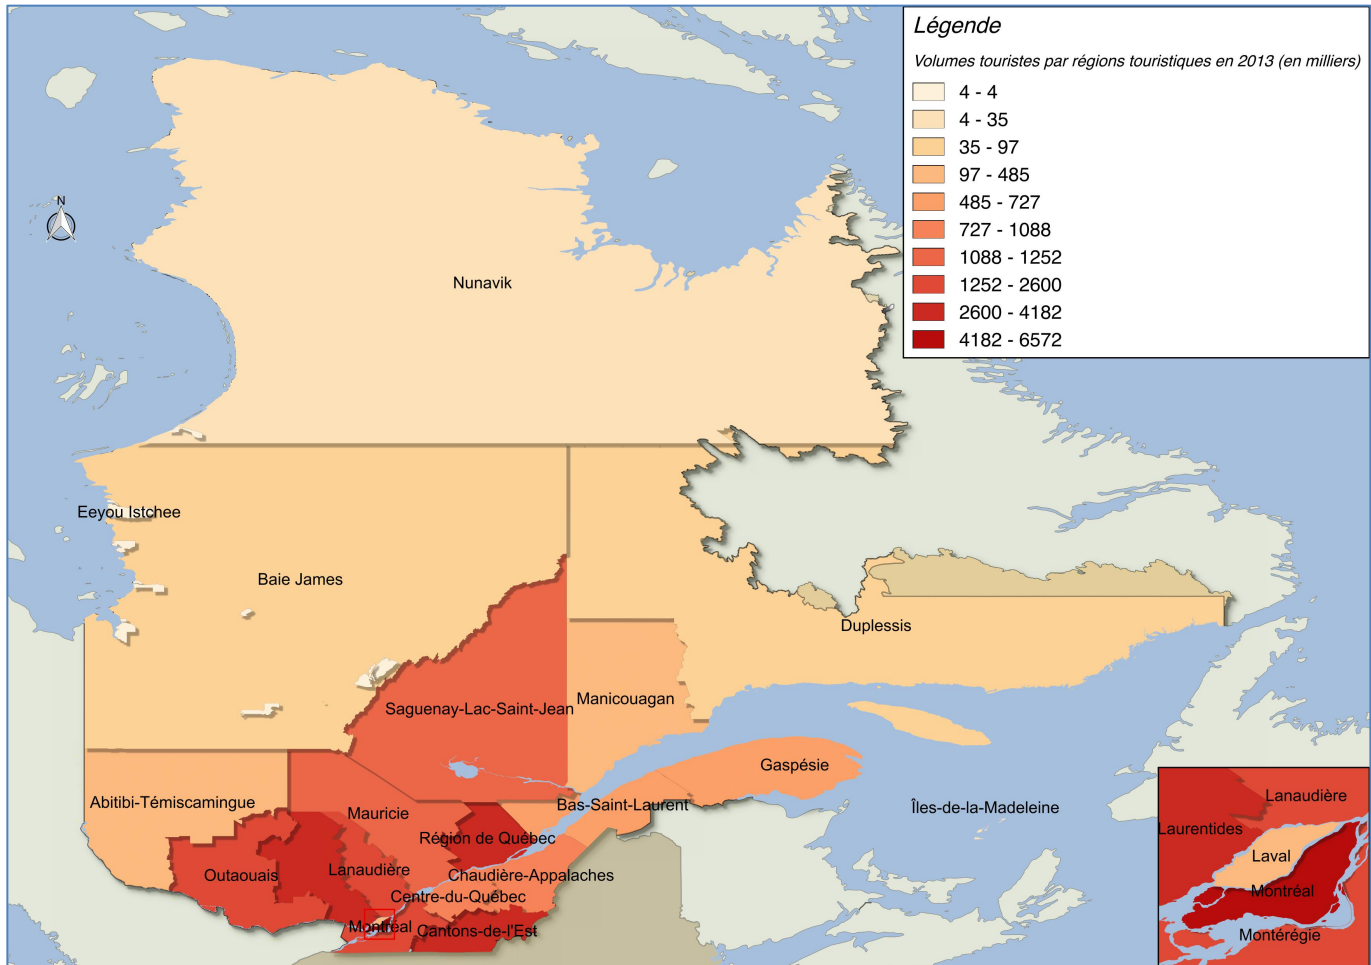 Légende
Volumes touristes par régions touristiques en 2013 (en milliers)
4 - 4
4 - 35
35 - 97
97 - 485
485 - 727
727 - 1088
1088 - 1252
1252 - 2600
2600 - 4182
4182 - 6572
N
Nunavik
Eeyou Istchee
Baie James
Duplessis
Manicouagan
Saguenay-Lac-Saint-Jean
Gaspésie
Abitibi-Témiscamingue
Bas-Saint-Laurent
Îles-de-la-Madeleine
Mauricie
Région de Québec
Outaouais
Lanaudière
Chaudière-Appalaches
Centre-du-Québec
Montréal
Cantons-de-l'Est
Lanaudière
Laurentides
Laval
Montréal
Montérégie